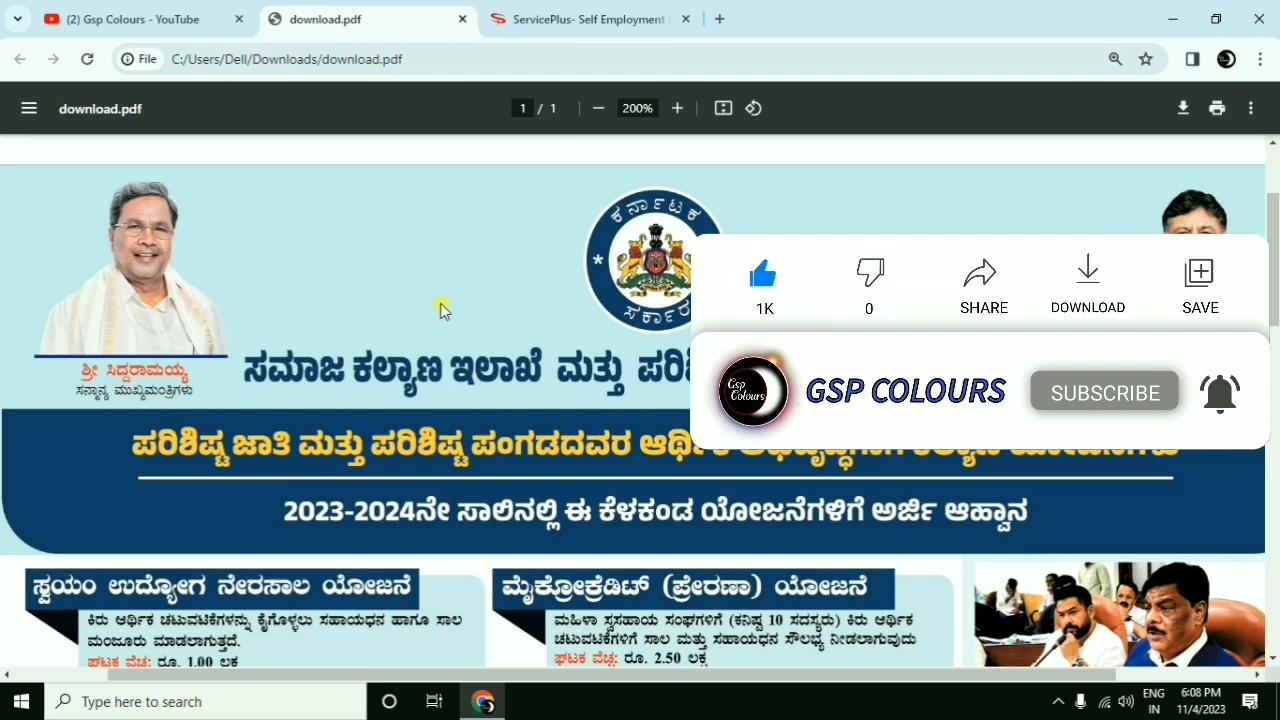 (2) Gsp Colours - YouTube
download.pdf
ServicePlus- Self Employment
File
C:/Users/Dell/Downloads/download.pdf
download.pdf
1 / 1
200%
ಕರ್ನಾಟಕ
ಸರ್ಕಾರ
1K
0
SHARE
DOWNLOAD
SAVE
ಶ್ರೀ ಸಿದ್ದರಾಮಯ್ಯ
ಸನ್ಮಾನ್ಯ ಮುಖ್ಯಮಂತ್ರಿಗಳು
ಸಮಾಜ ಕಲ್ಯಾಣ ಇಲಾಖೆ ಮತ್ತು
Gsp Colours
GSP COLOURS
SUBSCRIBE
ಪರಿಶಿಷ್ಟ ಜಾತಿ ಮತ್ತು ಪರಿಶಿಷ್ಟ ಪಂಗಡದವರ
2023-2024ನೇ ಸಾಲಿನಲ್ಲಿ ಈ ಕೆಳಕಂಡ ಯೋಜನೆಗಳಿಗೆ ಅರ್ಜಿ ಆಹ್ವಾನ
ಸ್ವಯಂ ಉದ್ಯೋಗ ನೇರಸಾಲ ಯೋಜನೆ
ಕಿರು ಆರ್ಥಿಕ ಚಟುವಟಿಕೆಗಳನ್ನು ಕೈಗೊಳ್ಳಲು ಸಹಾಯಧನ ಹಾಗೂ ಸಾಲ
ಮಂಜೂರು ಮಾಡಲಾಗುತ್ತದೆ.
ಘಟಕ ವೆಚ್ಚ: ರೂ. 1.00 ಲಕ್ಷ
ಮೈಕ್ರೋಕ್ರೆಡಿಟ್ (ಪ್ರೇರಣಾ) ಯೋಜನೆ
ಮಹಿಳಾ ಸ್ವಸಹಾಯ ಸಂಘಗಳಿಗೆ (ಕನಿಷ್ಠ 10 ಸದಸ್ಯರು) ಕಿರು ಆರ್ಥಿಕ
ಚಟುವಟಿಕೆಗಳಿಗೆ ಸಾಲ ಮತ್ತು ಸಹಾಯಧನ ಸೌಲಭ್ಯ ನೀಡಲಾಗುವುದು
ಘಟಕ ವೆಚ್ಚ: ರೂ. 2.50 ಲಕ್ಷ
Type here to search
ENG
IN
6:08 PM
11/4/2023